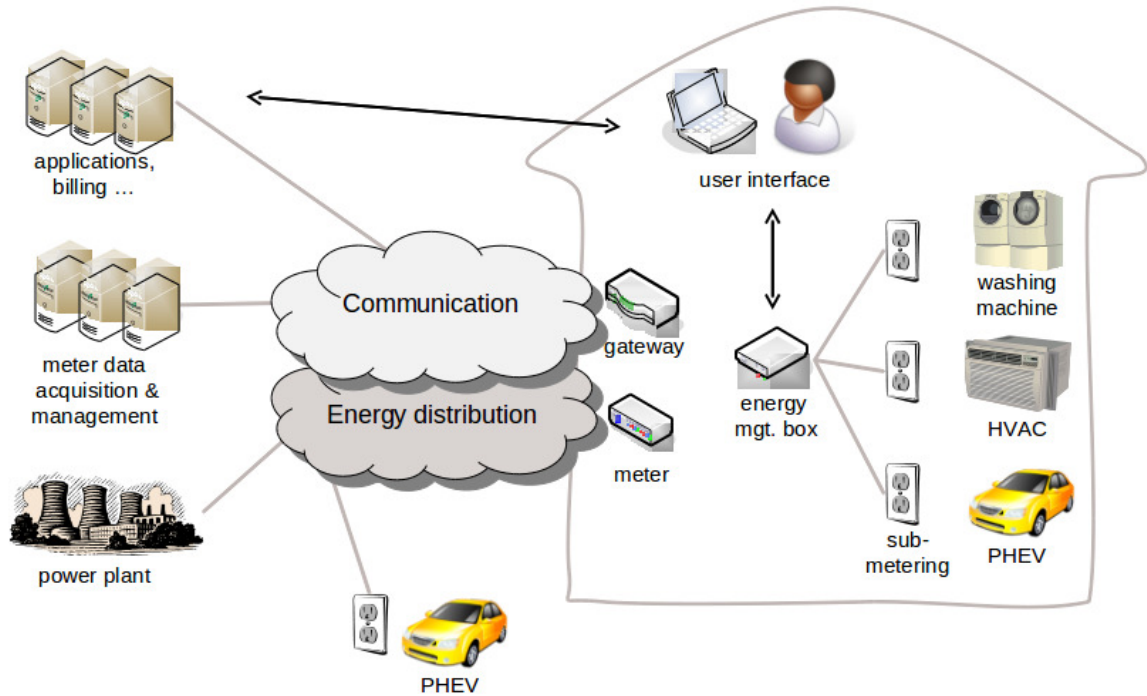 applications,
billing ...
user interface
washing
machine
Communication
gateway
meter data
acquisition &
management
Energy distribution
energy
mgt. box
HVAC
meter
sub-
metering
PHEV
power plant
PHEV